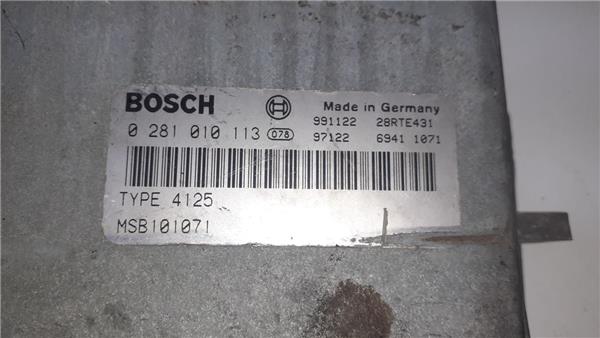 BOSCH
Made in Germany
991122 28RTE431
0 281 010 113 078 97122 6941 1071
TYPE 4125
MSB101071